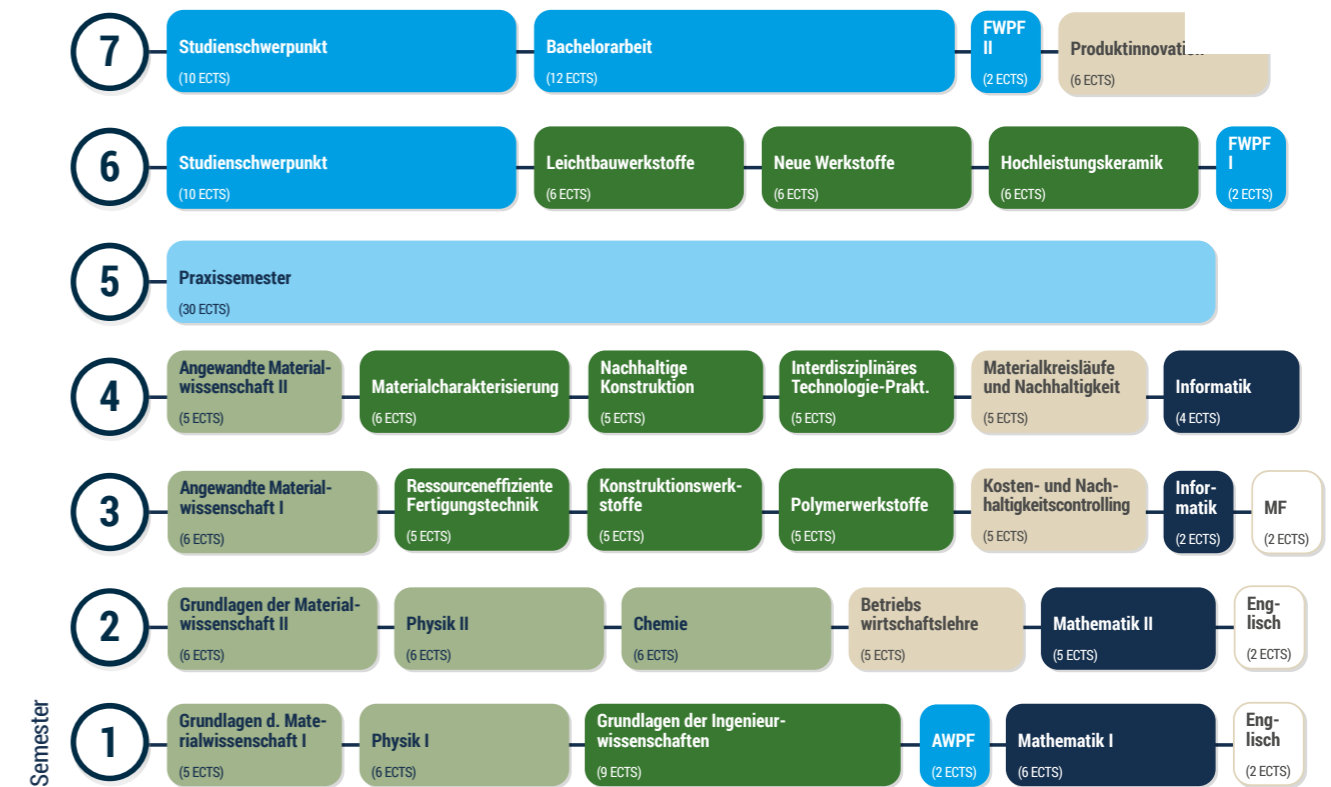 7
Studienschwerpunkt
(10 ECTS)
Bachelorarbeit
(12 ECTS)
FWPF
II
(2 ECTS)
(6 ECTS)
6
Studienschwerpunkt
(10 ECTS)
Leichtbauwerkstoffe
(6 ECTS)
Neue Werkstoffe
(6 ECTS)
Hochleistungskeramik
(6 ECTS)
FWPF
I
(2 ECTS)
5
Praxissemester
(30 ECTS)
4
Angewandte Material-
wissenschaft II
(5 ECTS)
Materialcharakterisierung
(6 ECTS)
Nachhaltige
Konstruktion
(5 ECTS)
Interdisziplinäres
Technologie-Prakt.
(5 ECTS)
Materialkreisläufe
und Nachhaltigkeit
(5 ECTS)
Informatik
(4 ECTS)
3
Angewandte Material-
wissenschaft I
(6 ECTS)
Ressourceneffiziente
Fertigungstechnik
(5 ECTS)
Konstruktionswerk-
stoffe
(5 ECTS)
Polymerwerkstoffe
(5 ECTS)
Kosten- und Nach-
haltigkeitscontrolling
(5 ECTS)
Infor-
matik
(2 ECTS)
MF
(2 ECTS)
2
Grundlagen der Material-
wissenschaft II
(6 ECTS)
Physik II
(6 ECTS)
Chemie
(6 ECTS)
Betriebs
wirtschaftslehre
(5 ECTS)
Mathematik II
(5 ECTS)
Eng-
lisch
(2 ECTS)
Semester
1
Grundlagen d. Mate-
rialwissenschaft I
(5 ECTS)
Physik I
(6 ECTS)
Grundlagen der Ingenieur-
wissenschaften
(9 ECTS)
AWPF
(2 ECTS)
Mathematik I
(6 ECTS)
Eng-
lisch
(2 ECTS)